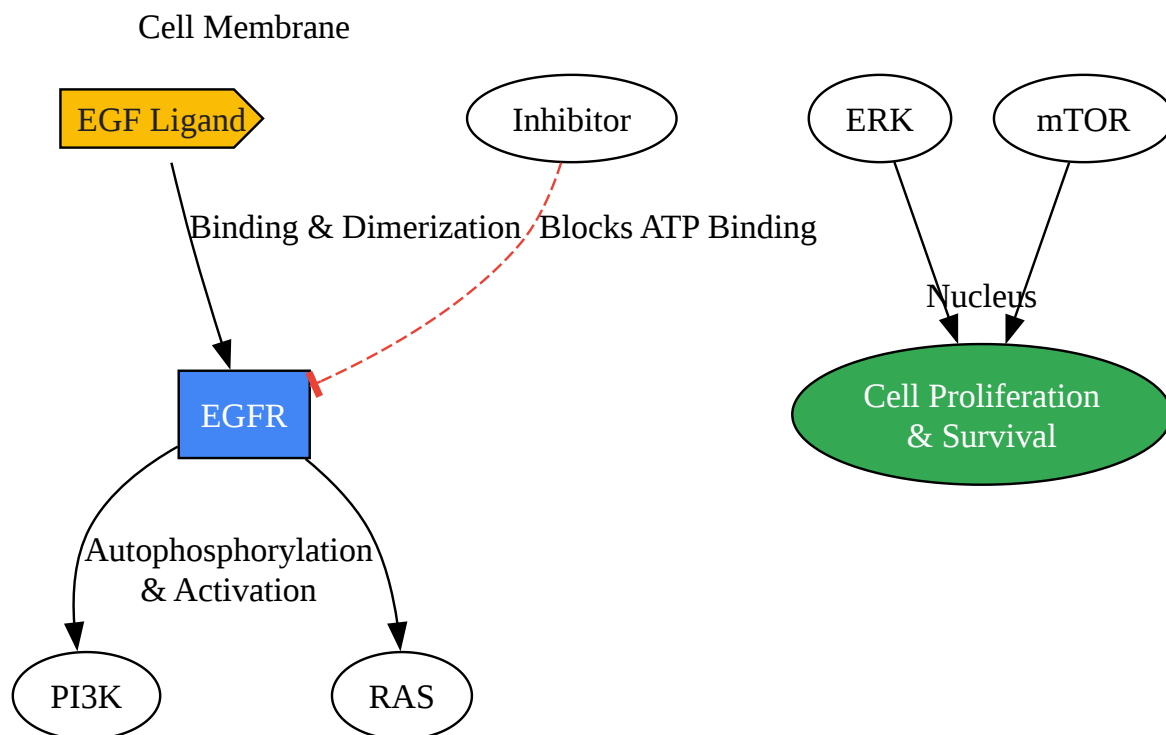 Cell Membrane
EGF Ligand
Inhibitor
ERK
mTOR
Binding & Dimerization
Blocks ATP Binding
Nucleus
EGFR
Cell Proliferation
& Survival
Autophosphorylation
& Activation
PI3K
RAS